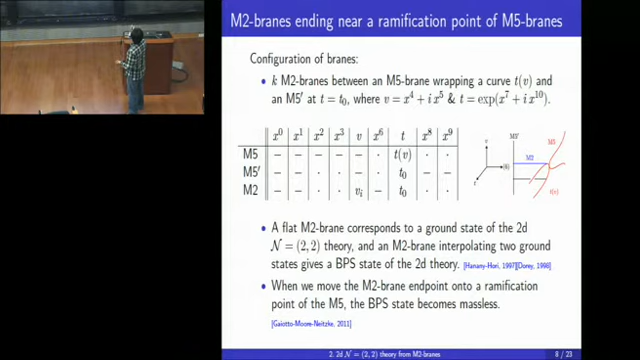 M2-branes ending near a ramification point of M5-branes
Configuration of branes:
• k M2-branes between an M5-brane wrapping a curve t(v) and
an M5′ at t = t₀, where v = x⁴ + i x⁵ & t = exp(x⁷ + i x¹⁰).
x⁰ x¹ x² x³ v x⁶ t x⁸ x⁹
M5 − − − − − · t(v) · ·
M5′ − − − − · · t₀ − −
M2 − − · · vᵢ − t₀ · ·
v
(6)
t
M5'
M2
M5
t(v)
• A flat M2-brane corresponds to a ground state of the 2d
𝒩 = (2, 2) theory, and an M2-brane interpolating two ground
states gives a BPS state of the 2d theory. [Hanany-Hori, 1997][Dorey, 1998]
• When we move the M2-brane endpoint onto a ramification
point of the M5, the BPS state becomes massless.
[Gaiotto-Moore-Neitzke, 2011]
2. 2d 𝒩 = (2, 2) theory from M2-branes
8 / 23